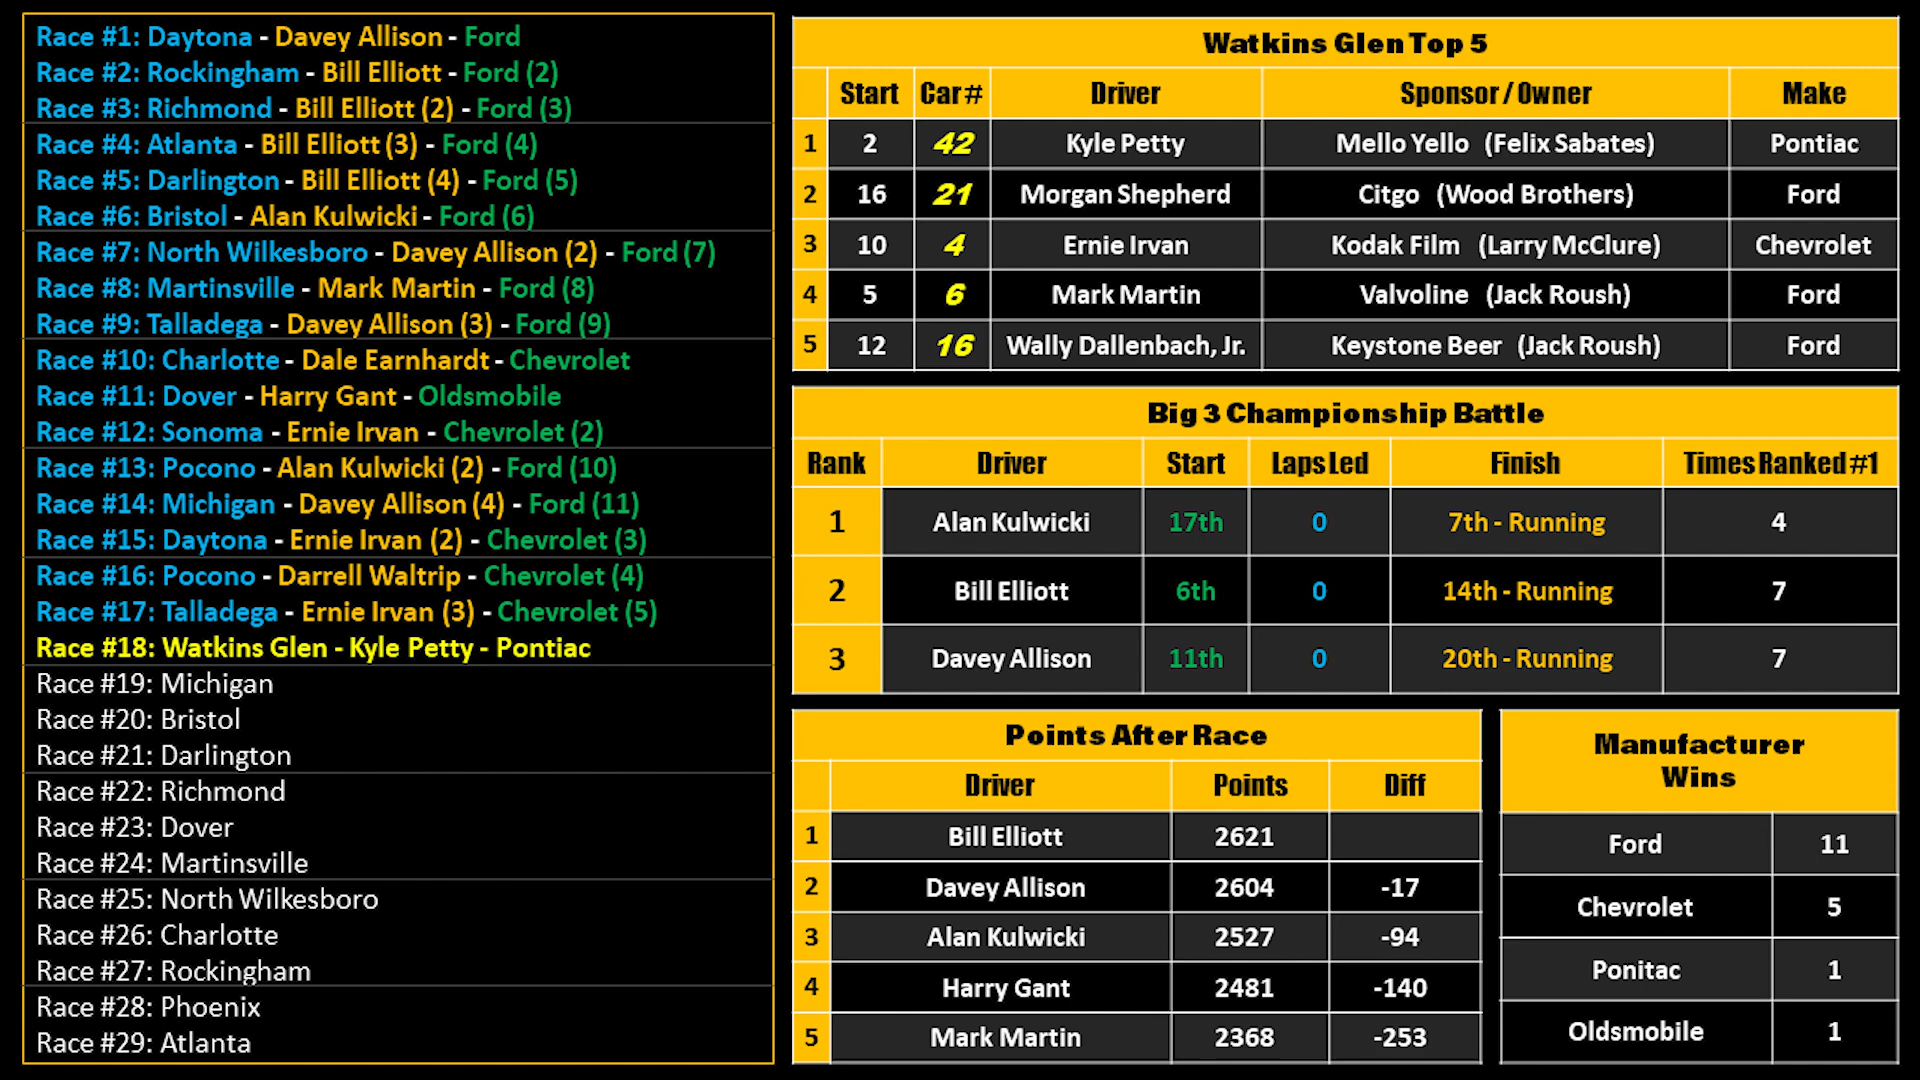 Race #1: Daytona - Davey Allison - Ford
Race #2: Rockingham - Bill Elliott - Ford (2)
Race #3: Richmond - Bill Elliott (2) - Ford (3)
Race #4: Atlanta - Bill Elliott (3) - Ford (4)
Race #5: Darlington - Bill Elliott (4) - Ford (5)
Race #6: Bristol - Alan Kulwicki - Ford (6)
Race #7: North Wilkesboro - Davey Allison (2) - Ford (7)
Race #8: Martinsville - Mark Martin - Ford (8)
Race #9: Talladega - Davey Allison (3) - Ford (9)
Race #10: Charlotte - Dale Earnhardt - Chevrolet
Race #11: Dover - Harry Gant - Oldsmobile
Race #12: Sonoma - Ernie Irvan - Chevrolet (2)
Race #13: Pocono - Alan Kulwicki (2) - Ford (10)
Race #14: Michigan - Davey Allison (4) - Ford (11)
Race #15: Daytona - Ernie Irvan (2) - Chevrolet (3)
Race #16: Pocono - Darrell Waltrip - Chevrolet (4)
Race #17: Talladega - Ernie Irvan (3) - Chevrolet (5)
Race #18: Watkins Glen - Kyle Petty - Pontiac
Race #19: Michigan
Race #20: Bristol
Race #21: Darlington
Race #22: Richmond
Race #23: Dover
Race #24: Martinsville
Race #25: North Wilkesboro
Race #26: Charlotte
Race #27: Rockingham
Race #28: Phoenix
Race #29: Atlanta
Watkins Glen Top 5
Start Car # Driver Sponsor / Owner Make
1 2 42 Kyle Petty Mello Yello (Felix Sabates) Pontiac
2 16 21 Morgan Shepherd Citgo (Wood Brothers) Ford
3 10 4 Ernie Irvan Kodak Film (Larry McClure) Chevrolet
4 5 6 Mark Martin Valvoline (Jack Roush) Ford
5 12 16 Wally Dallenbach, Jr. Keystone Beer (Jack Roush) Ford
Big 3 Championship Battle
Rank Driver Start Laps Led Finish Times Ranked #1
1 Alan Kulwicki 17th 0 7th - Running 4
2 Bill Elliott 6th 0 14th - Running 7
3 Davey Allison 11th 0 20th - Running 7
Points After Race
Driver Points Diff
1 Bill Elliott 2621
2 Davey Allison 2604 -17
3 Alan Kulwicki 2527 -94
4 Harry Gant 2481 -140
5 Mark Martin 2368 -253
Manufacturer
Wins
Ford 11
Chevrolet 5
Ponitac 1
Oldsmobile 1